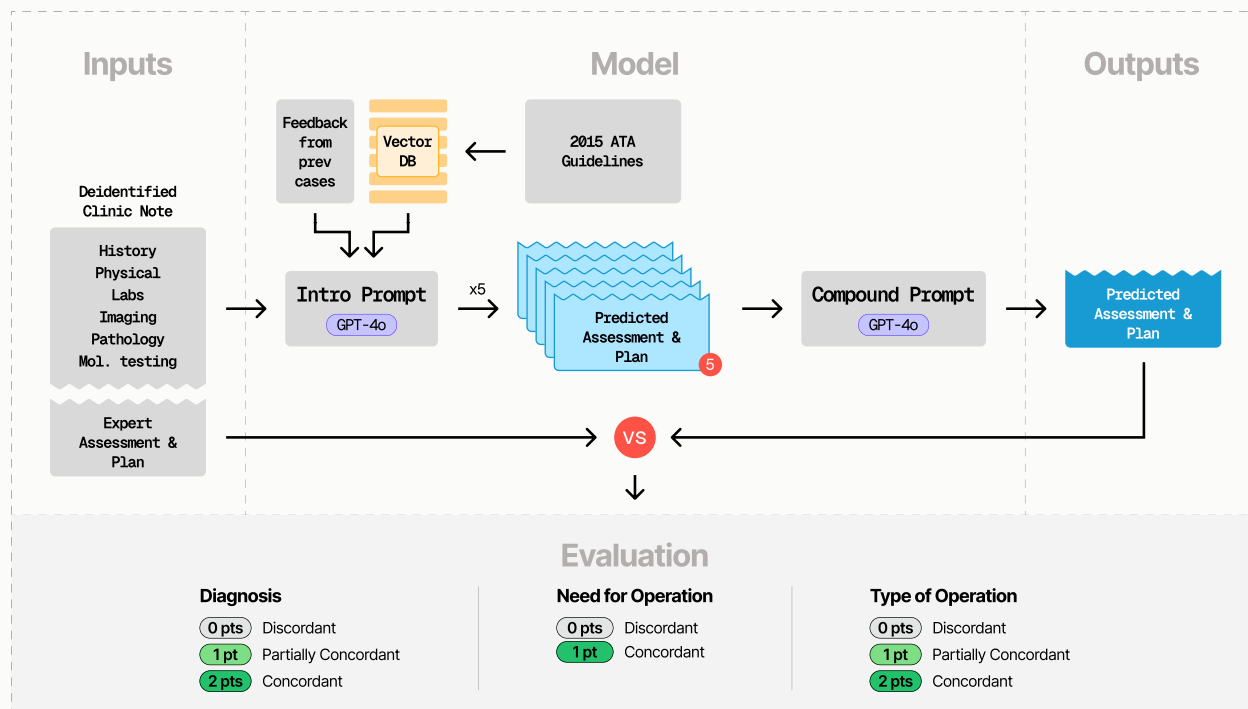 Inputs
Model
Outputs
Feedback
from
prev
cases
Vector
DB
2015 ATA
Guidelines
Deidentified
Clinic Note
History
Physical
Labs
Imaging
Pathology
Mol. testing
Intro Prompt
GPT-4o
x5
Predicted
Assessment &
Plan
5
Compound Prompt
GPT-4o
Predicted
Assessment &
Plan
Expert
Assessment &
Plan
VS
Evaluation
Diagnosis
0 pts Discordant
1 pt Partially Concordant
2 pts Concordant
Need for Operation
0 pts Discordant
1 pt Concordant
Type of Operation
0 pts Discordant
1 pt Partially Concordant
2 pts Concordant